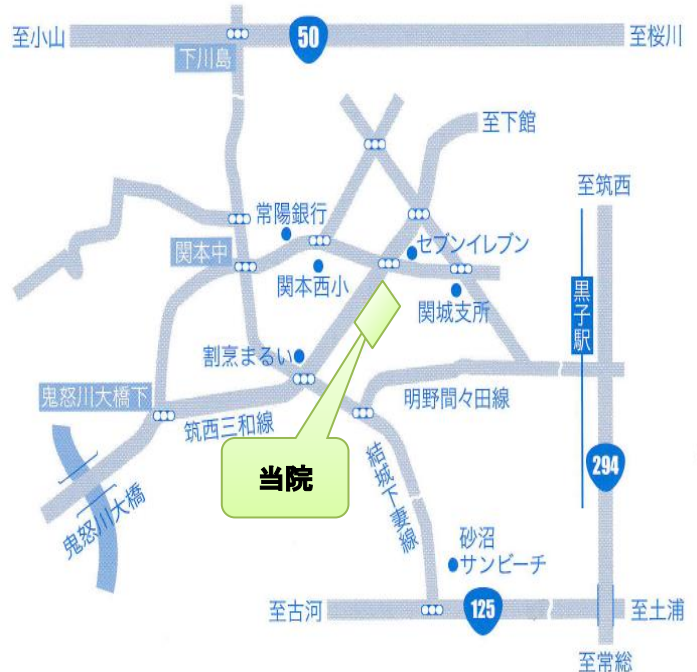 至小山
50
至桜川
下川島
至下館
至筑西
常陽銀行
セブンイレブン
関本中
関本西小
関城支所
黒子駅
割烹まるい
鬼怒川大橋下
明野間々田線
筑西三和線
294
当院
結城下妻線
鬼怒川大橋
砂沼
サンビーチ
至古河
125
至土浦
至常総